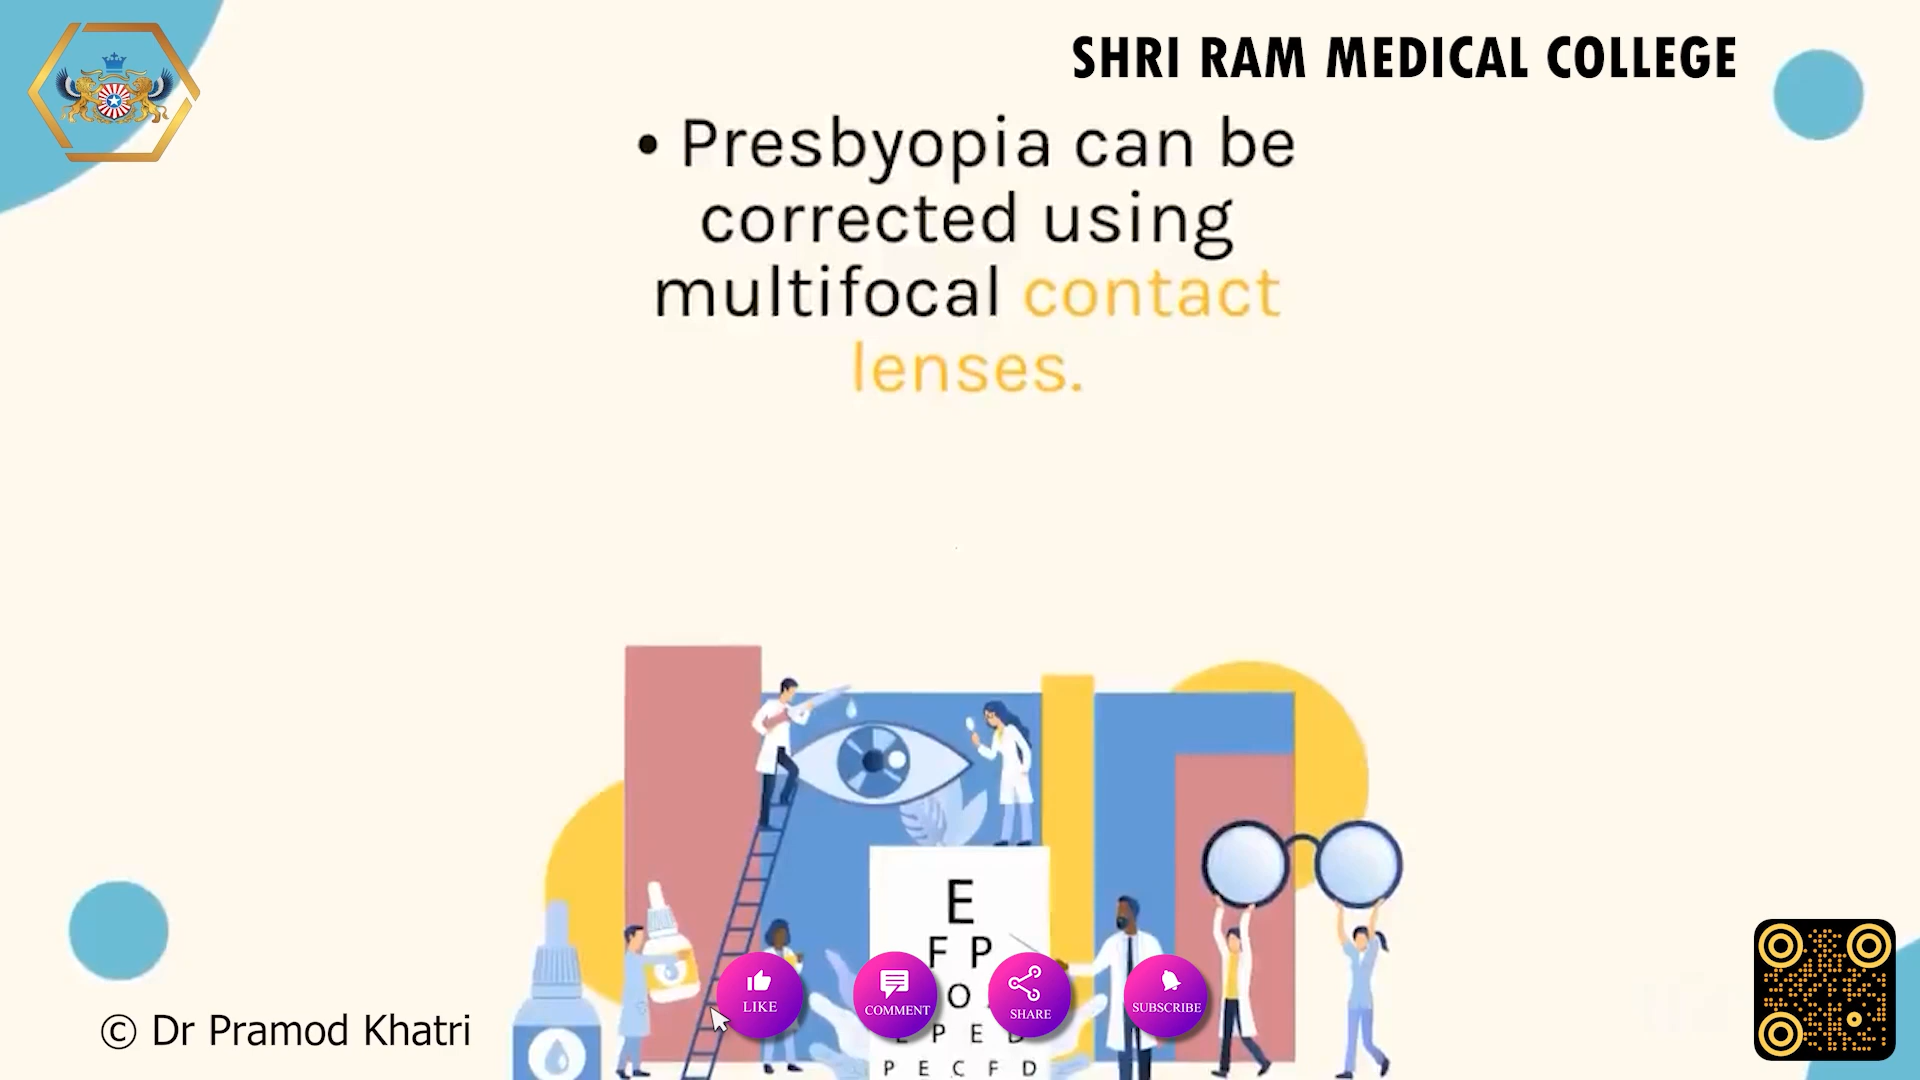 SHRI RAM MEDICAL COLLEGE
• Presbyopia can be
corrected using
multifocal contact
lenses.
E
F P
O
P E D
P E C F D
LIKE
COMMENT
SHARE
SUBSCRIBE
© Dr Pramod Khatri